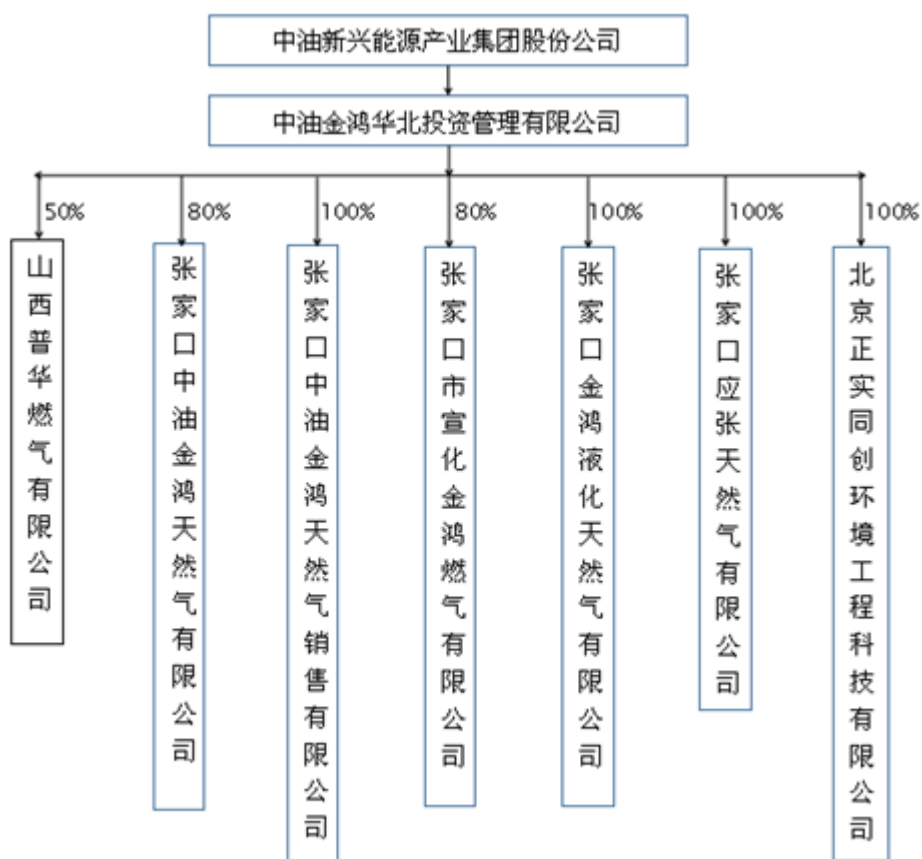 中油新兴能源产业集团股份公司
中油金鸿华北投资管理有限公司
50%
80%
100%
80%
100%
100%
100%
山西普华燃气有限公司
张家口中油金鸿天然气有限公司
张家口中油金鸿天然气销售有限公司
张家口市宣化金鸿燃气有限公司
张家口金鸿液化天然气有限公司
张家口应张天然气有限公司
北京正实同创环境工程科技有限公司